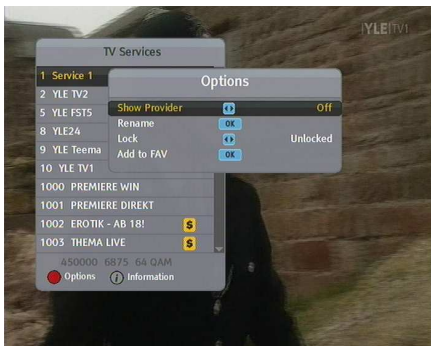 YLE TV1
TV Services
1 Service 1
2 YLE TV2
5 YLE FST5
8 YLE24
9 YLE Teema
10 YLE TV1
1000 PREMIERE WIN
1001 PREMIERE DIREKT
1002 EROTIK - AB 18! $
1003 THEMA LIVE $
450000 6875 64 QAM
Options i Information
Options
Show Provider Off
Rename OK
Lock Unlocked
Add to FAV OK